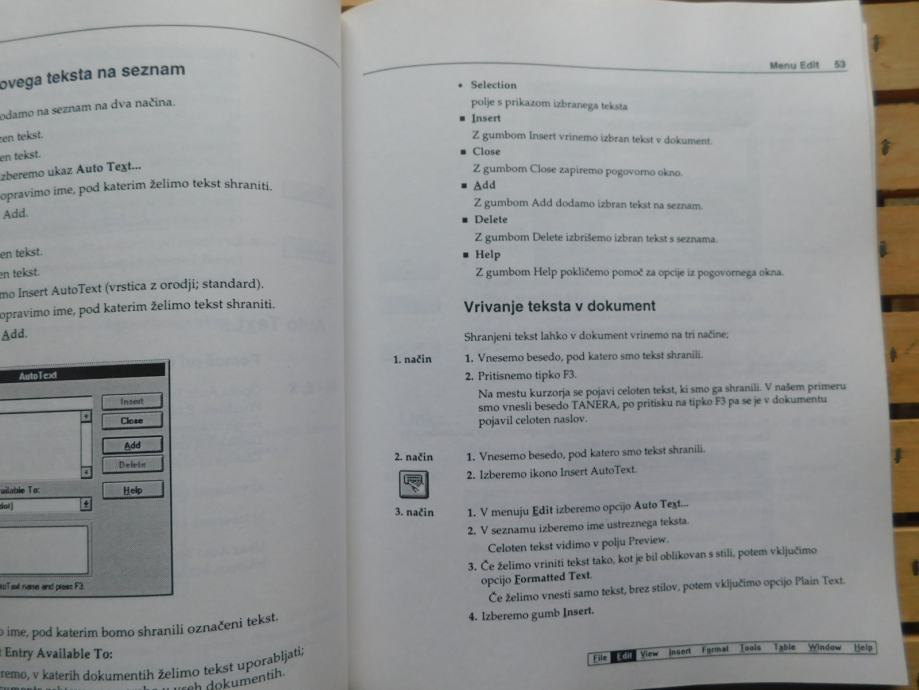 ovega teksta na seznam
odamo na seznam na dva načina.
en tekst.
en tekst.
zberemo ukaz Auto Text...
opravimo ime, pod katerim želimo tekst shraniti.
Add.
en tekst.
en tekst.
mo Insert AutoText (vrstica z orodji; standard).
opravimo ime, pod katerim želimo tekst shraniti.
Add.
AutoText
Insert
Close
Add
Delete
Help
ailable To:
dot)
toText name and press F3.
o ime, pod katerim bomo shranili označeni tekst.
t Entry Available To:
remo, v katerih dokumentih želimo tekst uporabljati;
v vseh dokumentih.
Menu Edit 53
• Selection
polje s prikazom izbranega teksta
■ Insert
Z gumbom Insert vrinemo izbran tekst v dokument.
■ Close
Z gumbom Close zapiremo pogovorno okno.
■ Add
Z gumbom Add dodamo izbran tekst na seznam.
■ Delete
Z gumbom Delete izbrišemo izbran tekst s seznama.
■ Help
Z gumbom Help pokličemo pomoč za opcije iz pogovornega okna.
Vrivanje teksta v dokument
Shranjeni tekst lahko v dokument vrinemo na tri načine:
1. način 1. Vnesemo besedo, pod katero smo tekst shranili.
2. Pritisnemo tipko F3.
Na mestu kurzorja se pojavi celoten tekst, ki smo ga shranili. V našem primeru
smo vnesli besedo TANERA, po pritisku na tipko F3 pa se je v dokumentu
pojavil celoten naslov.
2. način 1. Vnesemo besedo, pod katero smo tekst shranili.
2. Izberemo ikono Insert AutoText.
3. način 1. V menuju Edit izberemo opcijo Auto Text...
2. V seznamu izberemo ime ustreznega teksta.
Celoten tekst vidimo v polju Preview.
3. Če želimo vriniti tekst tako, kot je bil oblikovan s stili, potem vključimo
opcijo Formatted Text.
Če želimo vnesti samo tekst, brez stilov, potem vključimo opcijo Plain Text.
4. Izberemo gumb Insert.
File Edit View Insert Format Tools Table Window Help